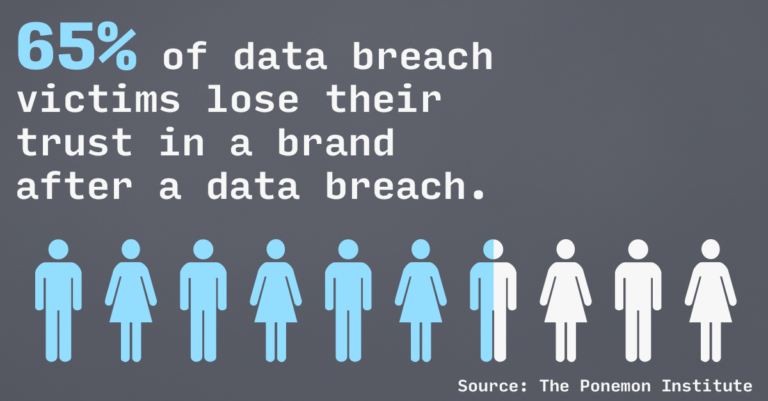 65% of data breach
victims lose their
trust in a brand
after a data breach.
Source: The Ponemon Institute